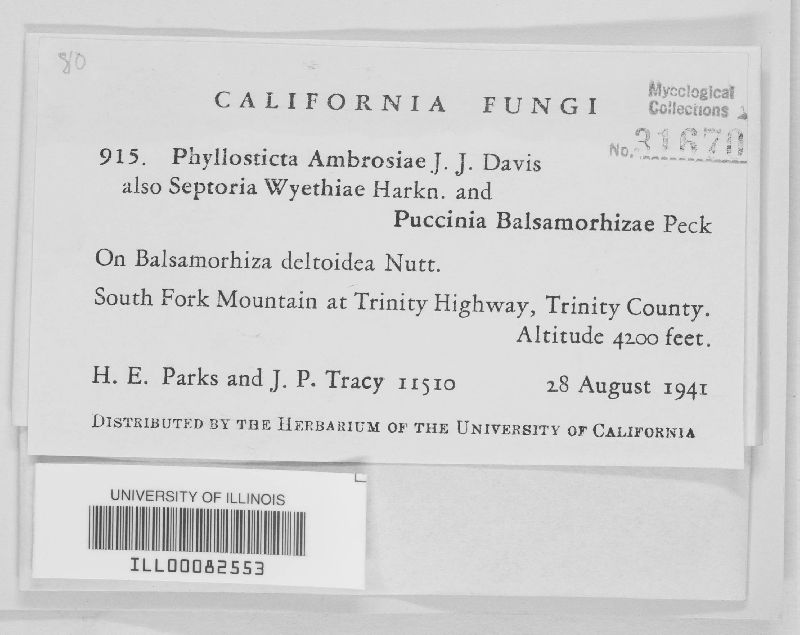 80
CALIFORNIA FUNGI
Mycological
Collections
No. 31670
915. Phyllosticta Ambrosiae J. J. Davis
also Septoria Wyethiae Harkn. and
Puccinia Balsamorhizae Peck
On Balsamorhiza deltoidea Nutt.
South Fork Mountain at Trinity Highway, Trinity County.
Altitude 4200 feet.
H. E. Parks and J. P. Tracy 11510 28 August 1941
DISTRIBUTED BY THE HERBARIUM OF THE UNIVERSITY OF CALIFORNIA
UNIVERSITY OF ILLINOIS
ILL00082553